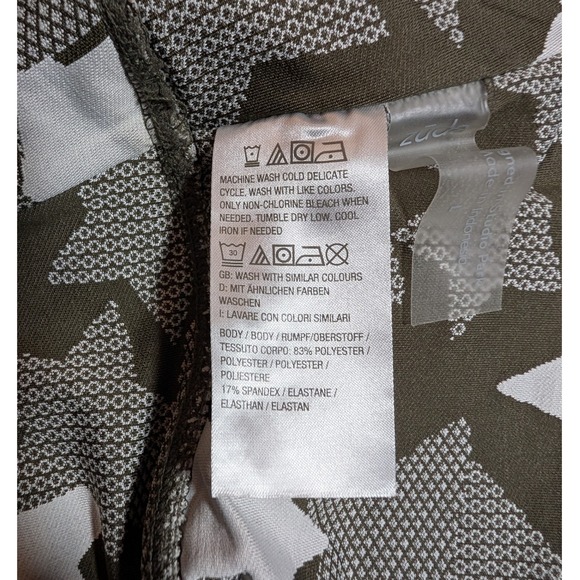 MACHINE WASH COLD DELICATE
CYCLE. WASH WITH LIKE COLORS.
ONLY NON-CHLORINE BLEACH WHEN
NEEDED. TUMBLE DRY LOW. COOL
IRON IF NEEDED
30
GB: WASH WITH SIMILAR COLOURS
D: MIT ÄHNLICHEN FARBEN
WASCHEN
I: LAVARE CON COLORI SIMILARI
BODY / BODY / RUMPF/OBERSTOFF /
TESSUTO CORPO: 83% POLYESTER /
POLYESTER / POLYESTER /
POLIESTERE
17% SPANDEX / ELASTANE /
ELASTHAN / ELASTAN